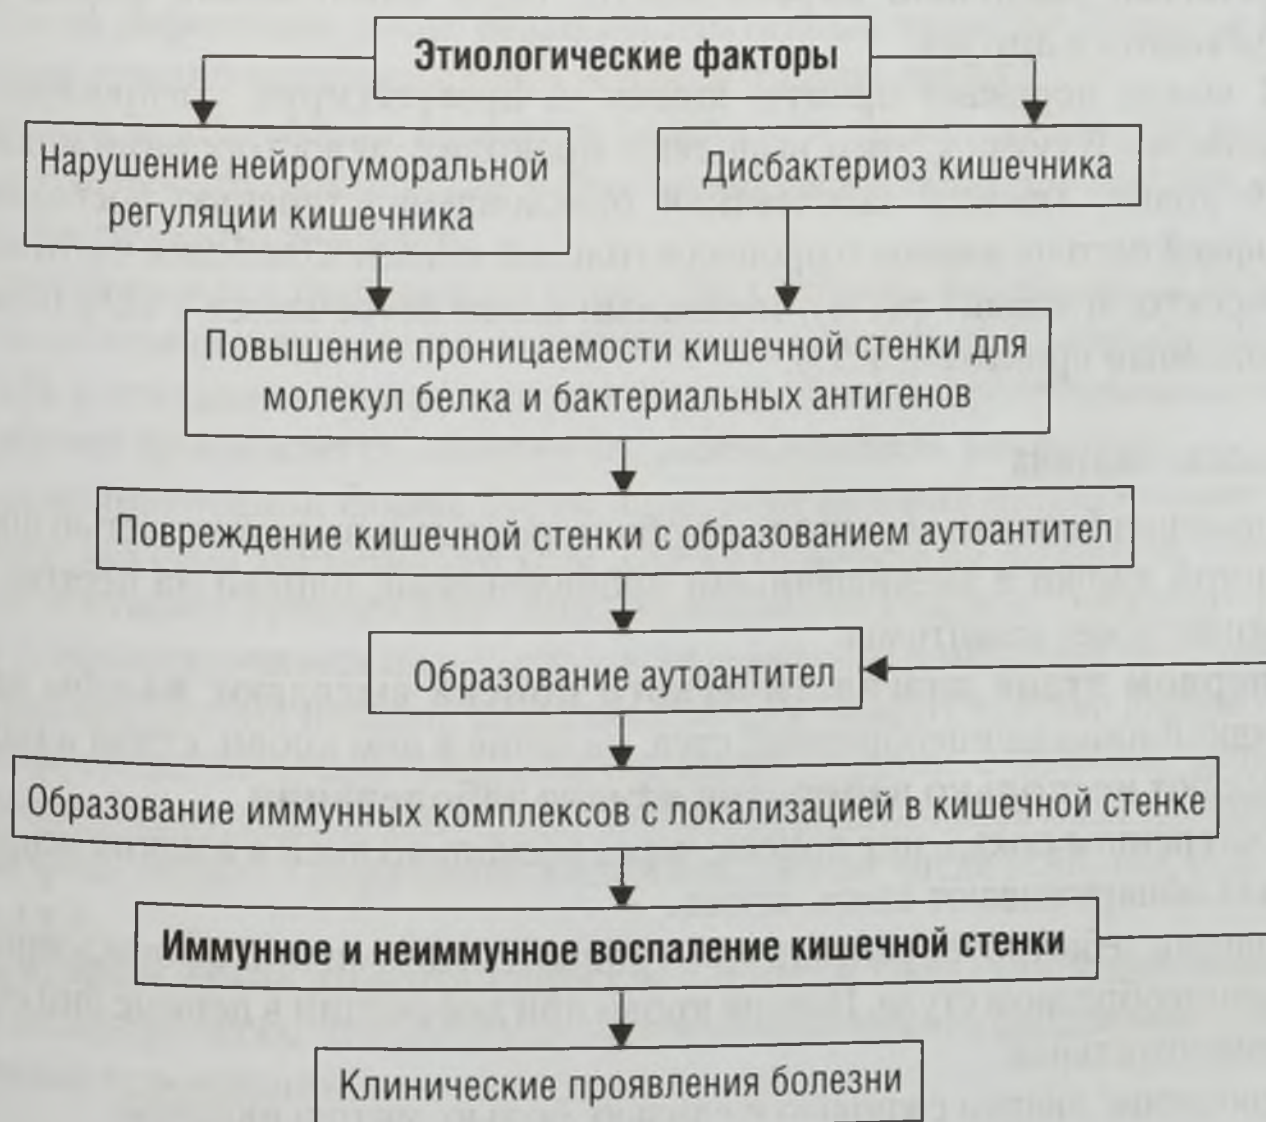 Этиологические факторы
Нарушение нейрогуморальной
регуляции кишечника
Дисбактериоз кишечника
Повышение проницаемости кишечной стенки для
молекул белка и бактериальных антигенов
Повреждение кишечной стенки с образованием аутоантител
Образование аутоантител
Образование иммунных комплексов с локализацией в кишечной стенке
Иммунное и неиммунное воспаление кишечной стенки
Клинические проявления болезни